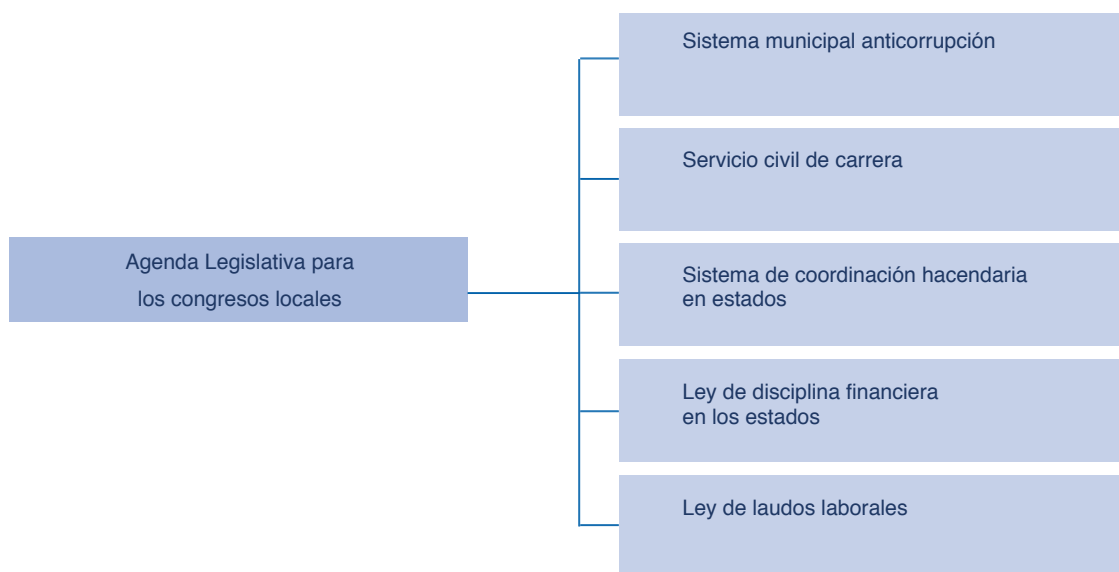 Agenda Legislativa para
los congresos locales
Sistema municipal anticorrupción
Servicio civil de carrera
Sistema de coordinación hacendaria
en estados
Ley de disciplina financiera
en los estados
Ley de laudos laborales